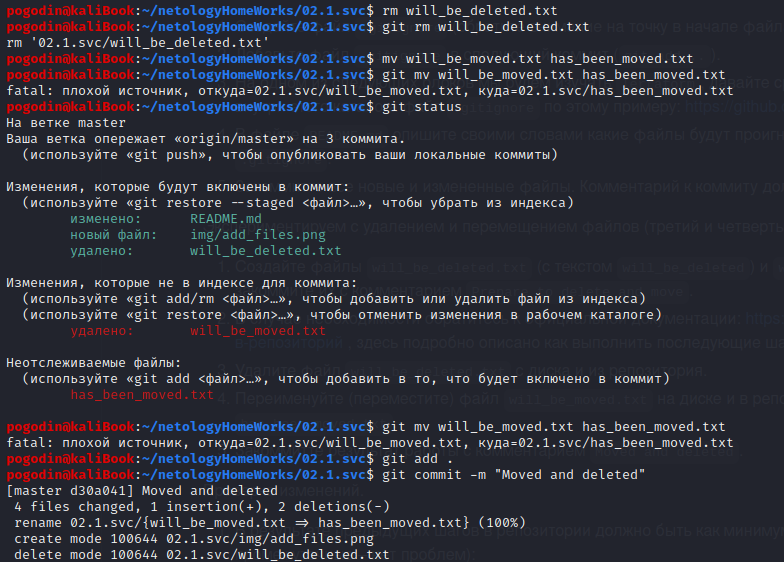 pogodin@kaliBook:~/netologyHomeWorks/02.1.svc$ rm will_be_deleted.txt
pogodin@kaliBook:~/netologyHomeWorks/02.1.svc$ git rm will_be_deleted.txt
rm '02.1.svc/will_be_deleted.txt'
pogodin@kaliBook:~/netologyHomeWorks/02.1.svc$ mv will_be_moved.txt has_been_moved.txt
pogodin@kaliBook:~/netologyHomeWorks/02.1.svc$ git mv will_be_moved.txt has_been_moved.txt
fatal: плохой источник, откуда=02.1.svc/will_be_moved.txt, куда=02.1.svc/has_been_moved.txt
pogodin@kaliBook:~/netologyHomeWorks/02.1.svc$ git status
На ветке master
Ваша ветка опережает «origin/master» на 3 коммита.
  (используйте «git push», чтобы опубликовать ваши локальные коммиты)

Изменения, которые будут включены в коммит:
  (используйте «git restore --staged <файл>…», чтобы убрать из индекса)
        изменено:      README.md
        новый файл:    img/add_files.png
        удалено:       will_be_deleted.txt

Изменения, которые не в индексе для коммита:
  (используйте «git add/rm <файл>…», чтобы добавить или удалить файл из индекса)
  (используйте «git restore <файл>…», чтобы отменить изменения в рабочем каталоге)
        удалено:       will_be_moved.txt

Неотслеживаемые файлы:
  (используйте «git add <файл>…», чтобы добавить в то, что будет включено в коммит)
        has_been_moved.txt

pogodin@kaliBook:~/netologyHomeWorks/02.1.svc$ git mv will_be_moved.txt has_been_moved.txt
fatal: плохой источник, откуда=02.1.svc/will_be_moved.txt, куда=02.1.svc/has_been_moved.txt
pogodin@kaliBook:~/netologyHomeWorks/02.1.svc$ git add .
pogodin@kaliBook:~/netologyHomeWorks/02.1.svc$ git commit -m "Moved and deleted"
[master d30a041] Moved and deleted
 4 files changed, 1 insertion(+), 2 deletions(-)
 rename 02.1.svc/{will_be_moved.txt => has_been_moved.txt} (100%)
 create mode 100644 02.1.svc/img/add_files.png
 delete mode 100644 02.1.svc/will_be_deleted.txt